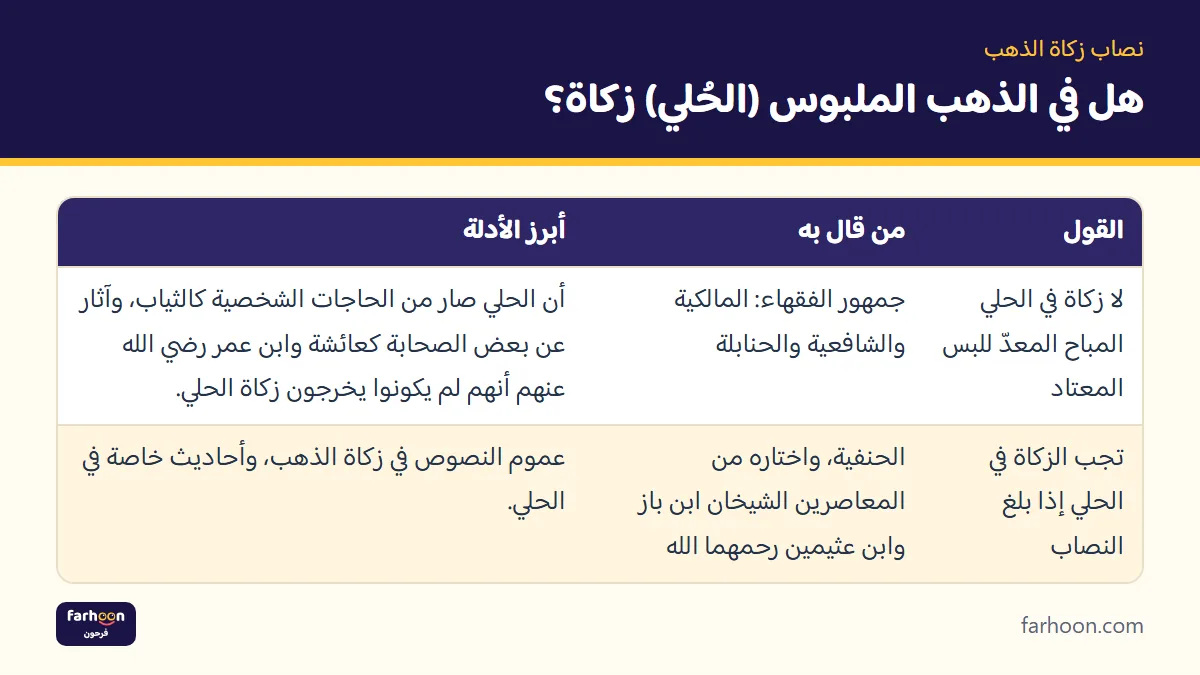 نصاب زكاة الذهب
هل في الذهب الملبوس (الحُلي) زكاة؟
القول
من قال به
أبرز الأدلة
لا زكاة في الحلي
المباح المعدّ للبس
المعتاد
جمهور الفقهاء: المالكية
والشافعية والحنابلة
أن الحلي صار من الحاجات الشخصية كالثياب، وآثار
عن بعض الصحابة كعائشة وابن عمر رضي الله
عنهم أنهم لم يكونوا يخرجون زكاة الحلي.
تجب الزكاة في
الحلي إذا بلغ
النصاب
الحنفية، واختاره من
المعاصرين الشيخان ابن باز
وابن عثيمين رحمهما الله
عموم النصوص في زكاة الذهب، وأحاديث خاصة في
الحلي.
farhoon.com
farhoon
فرحون